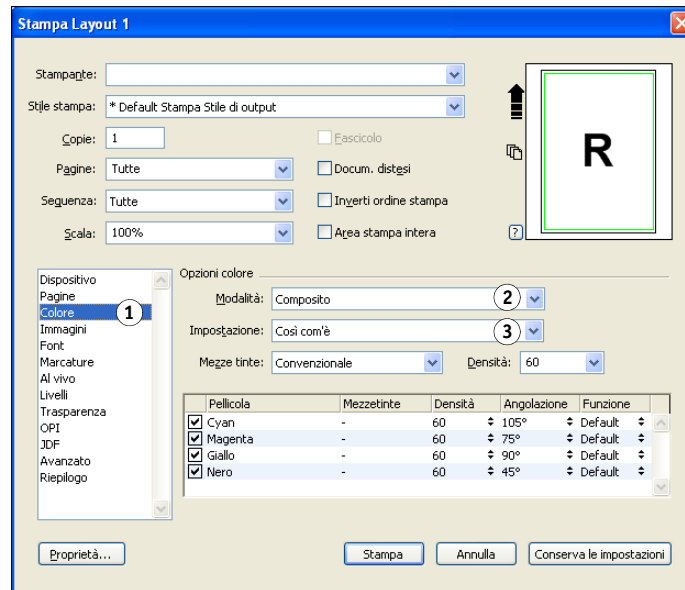 Stampa Layout 1
Stampante:
Stile stampa: * Default Stampa Stile di output
Copie: 1 Fascicolo
Pagine: Tutte Docum. distesi
Sequenza: Tutte Inverti ordine stampa
Scala: 100% Area stampa intera ?
R
Dispositivo
Pagine
Colore 1
Immagini
Font
Marcature
Al vivo
Livelli
Trasparenza
OPI
JDF
Avanzato
Riepilogo
Opzioni colore
Modalità: Composito 2
Impostazione: Così com'è 3
Mezze tinte: Convenzionale Densità: 60
Pellicola Mezzetinte Densità Angolazione Funzione
Cyan - 60 105° Default
Magenta - 60 75° Default
Giallo - 60 90° Default
Nero - 60 45° Default
Proprietà... Stampa Annulla Conserva le impostazioni